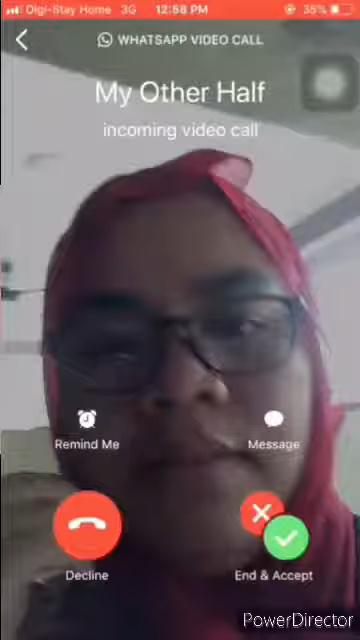 Digi-Stay Home 3G 12:58 PM 35%
WHATSAPP VIDEO CALL
My Other Half
incoming video call
Remind Me
Message
Decline
End & Accept
PowerDirector